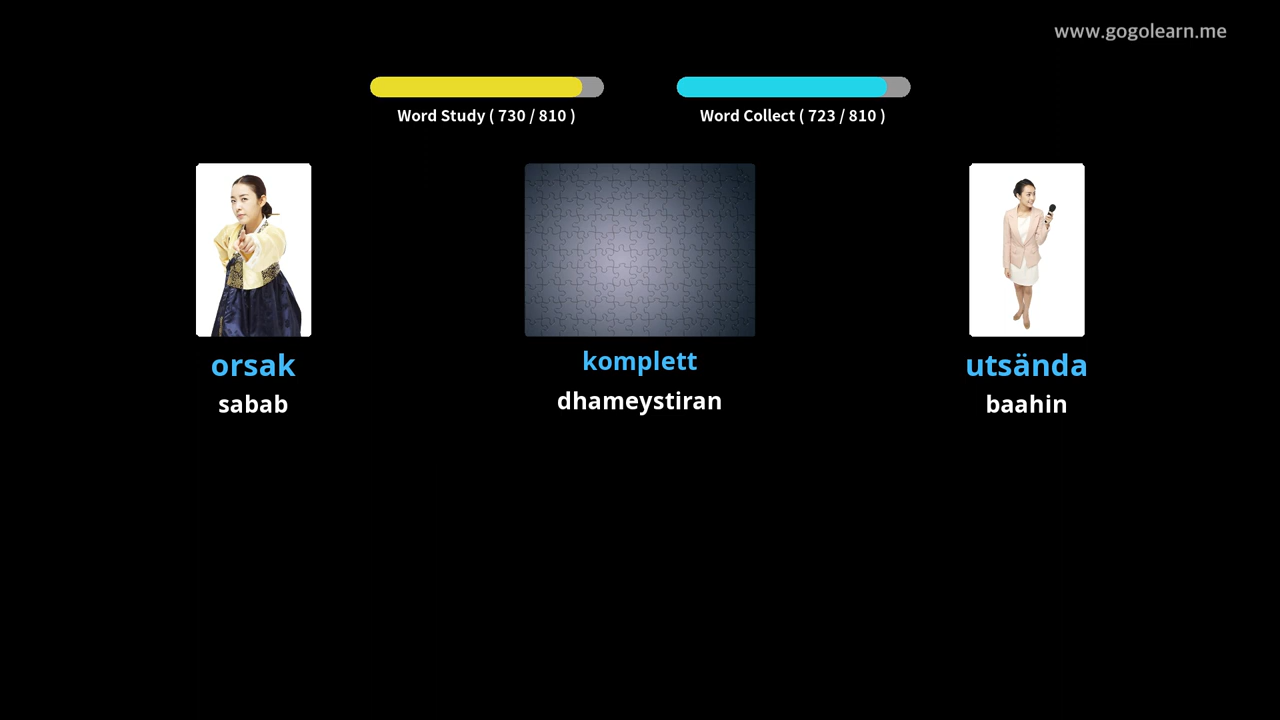 www.gogolearn.me
Word Study ( 730 / 810 )
Word Collect ( 723 / 810 )
orsak
komplett
utsända
sabab
dhameystiran
baahin